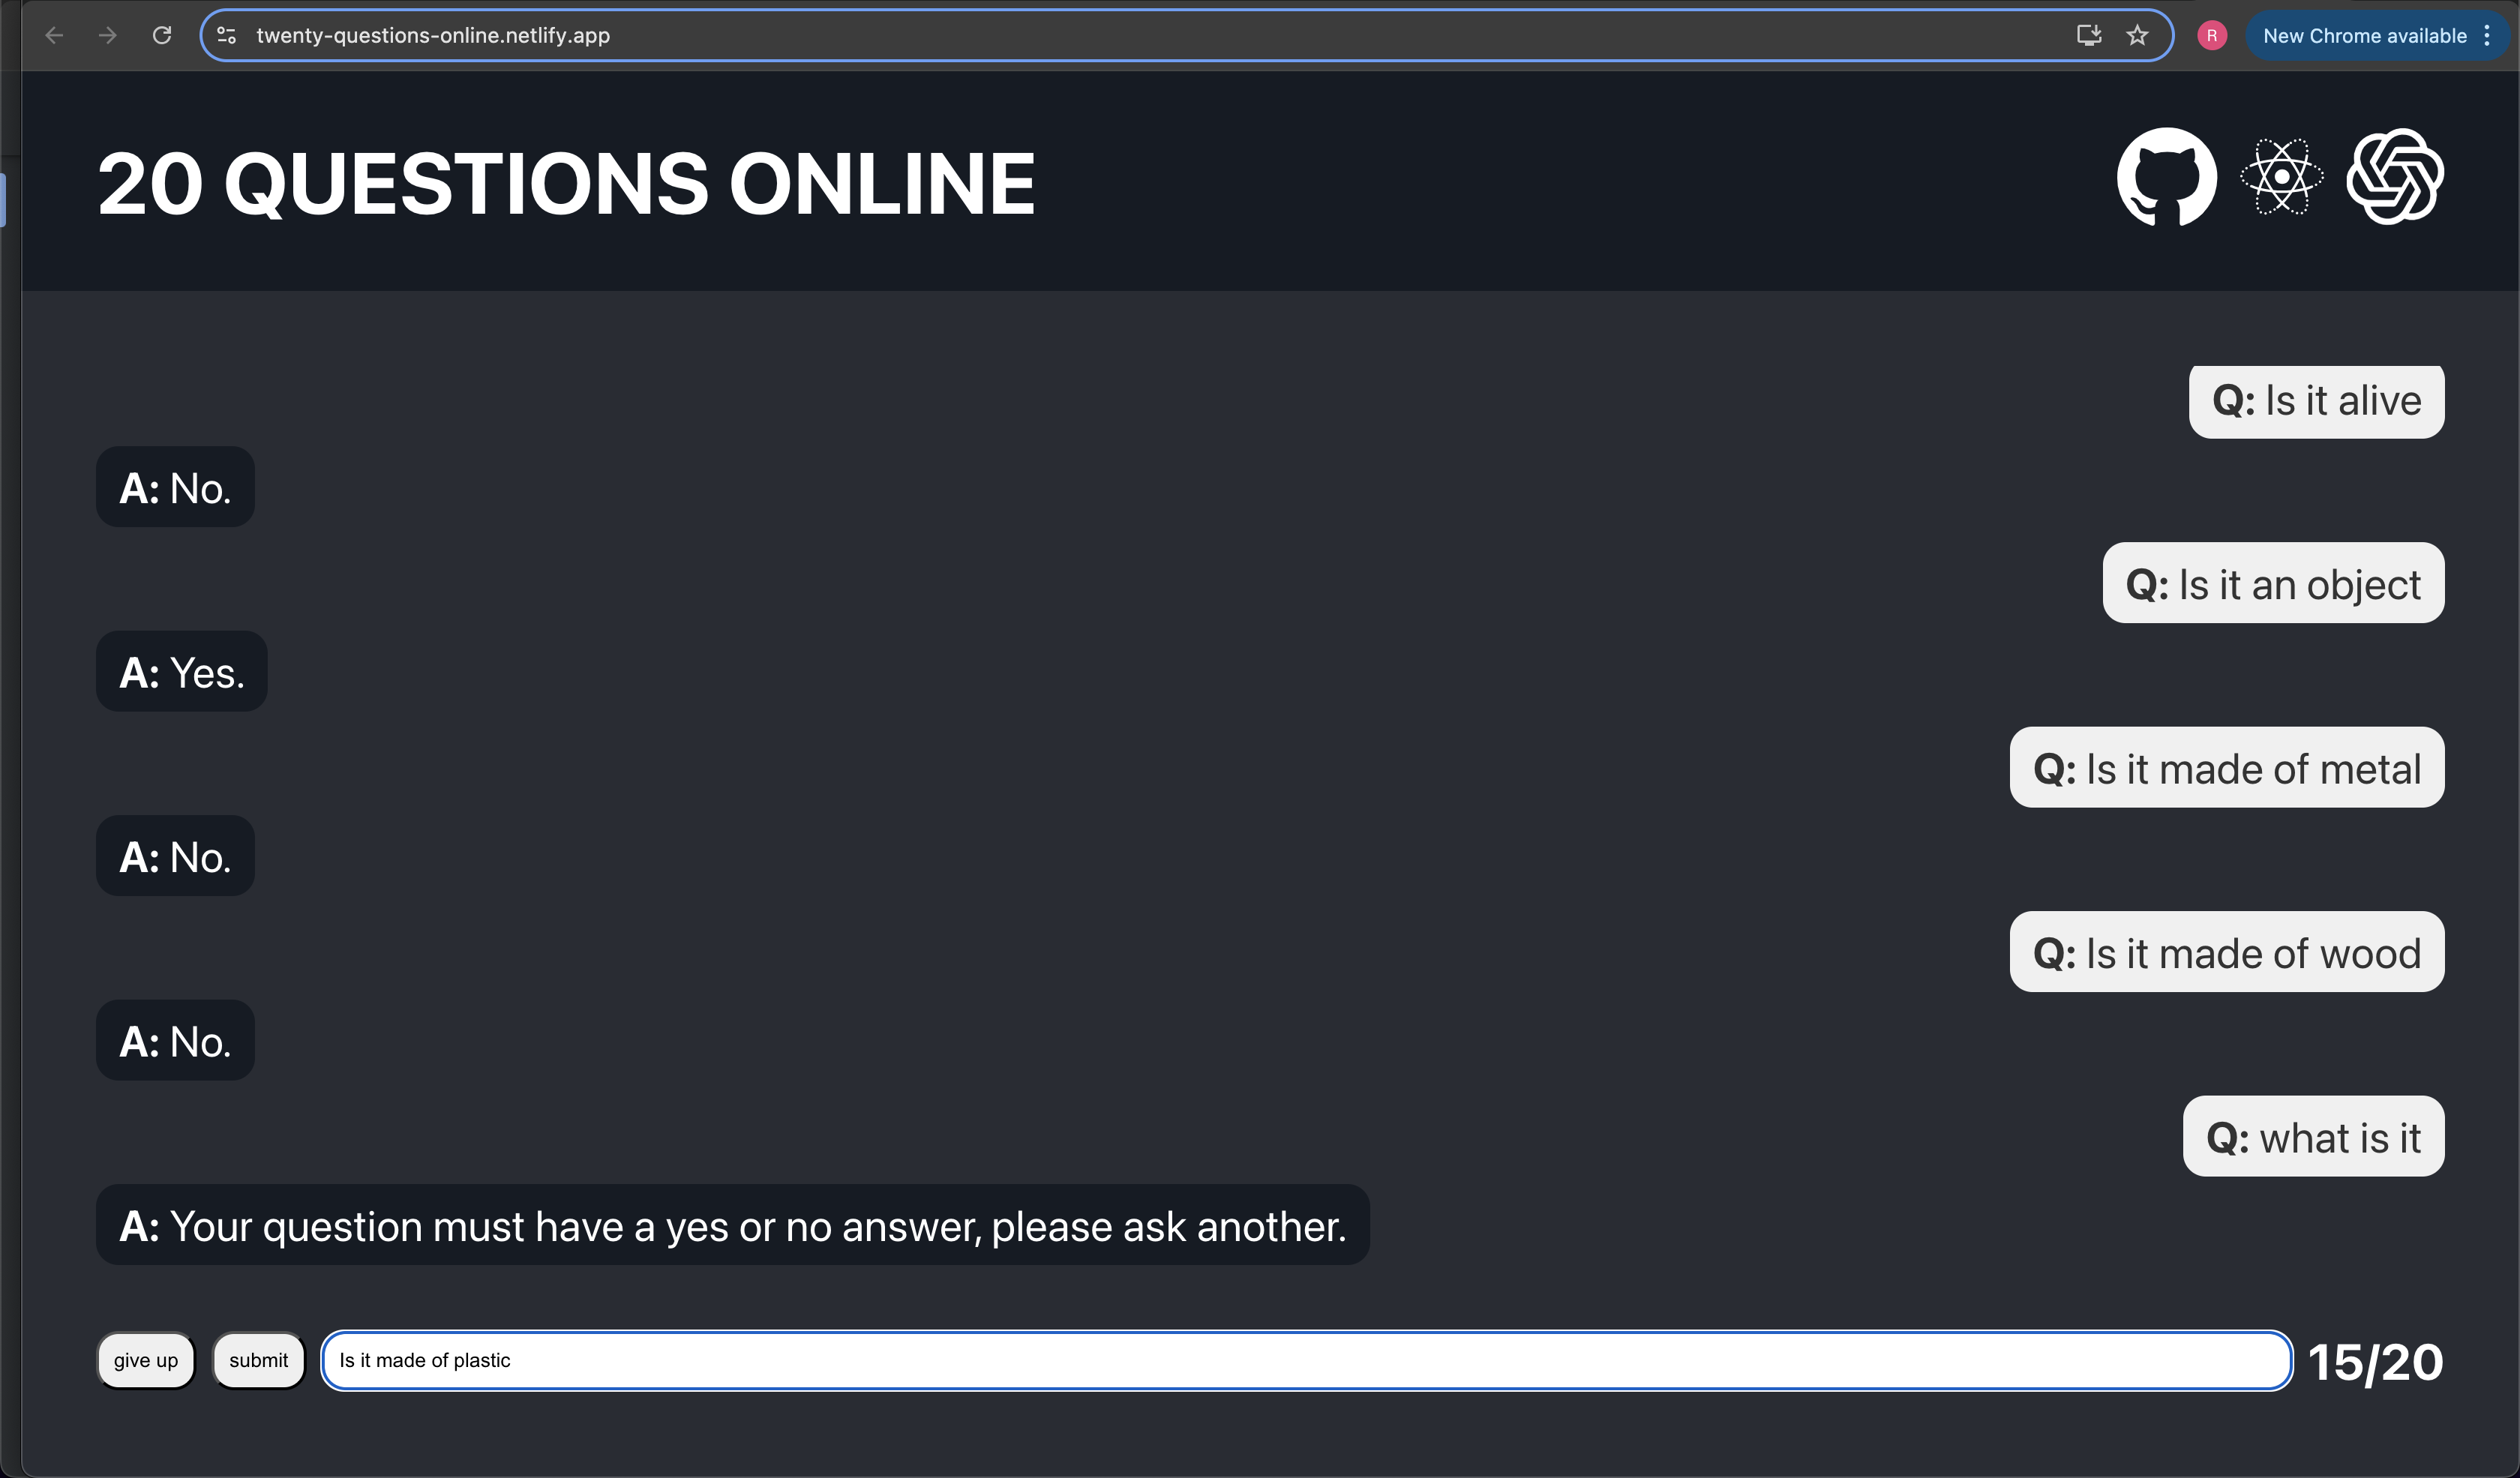 twenty-questions-online.netlify.app
R
New Chrome available
20 QUESTIONS ONLINE
Q: Is it alive
A: No.
Q: Is it an object
A: Yes.
Q: Is it made of metal
A: No.
Q: Is it made of wood
A: No.
Q: what is it
A: Your question must have a yes or no answer, please ask another.
give up
submit
Is it made of plastic
15/20